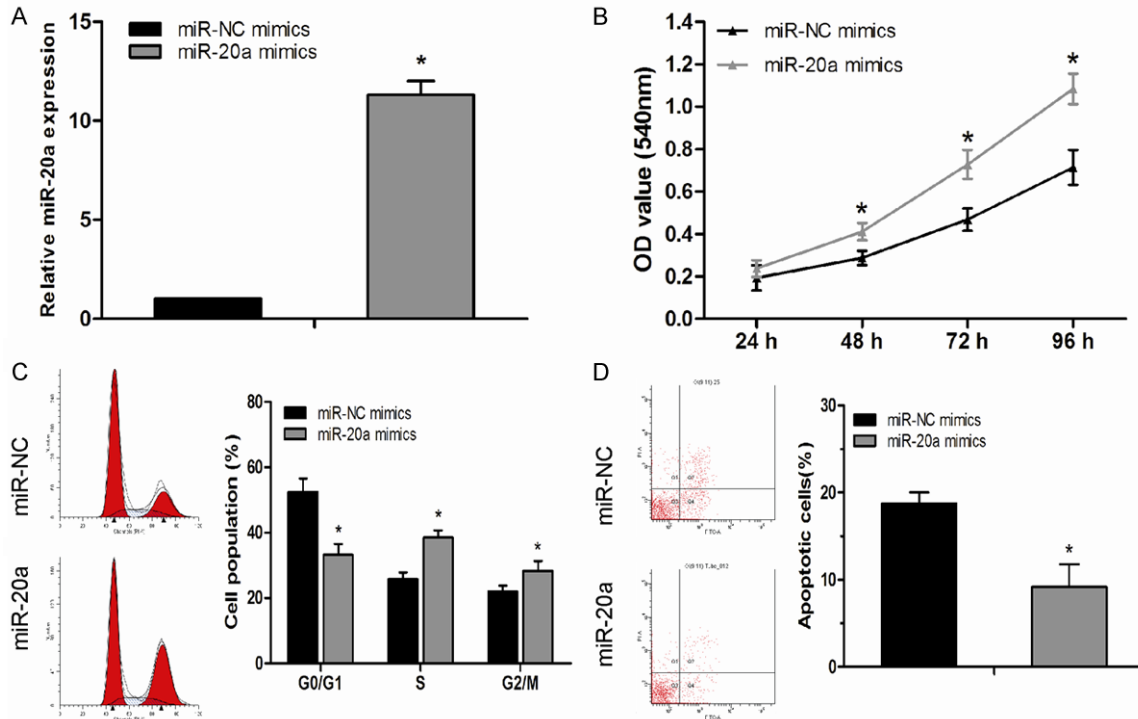 A
miR-NC mimics
miR-20a mimics
Relative miR-20a expression
15
10
5
0
*
B
miR-NC mimics
miR-20a mimics
OD value (540nm)
1.4
1.2
1.0
0.8
0.6
0.4
0.2
0.0
*
*
*
24 h
48 h
72 h
96 h
C
miR-NC
miR-20a
miR-NC mimics
miR-20a mimics
Cell population (%)
80
60
40
20
0
*
*
*
G0/G1
S
G2/M
D
miR-NC
miR-20a
miR-NC mimics
miR-20a mimics
Apoptotic cells(%)
30
20
10
0
*